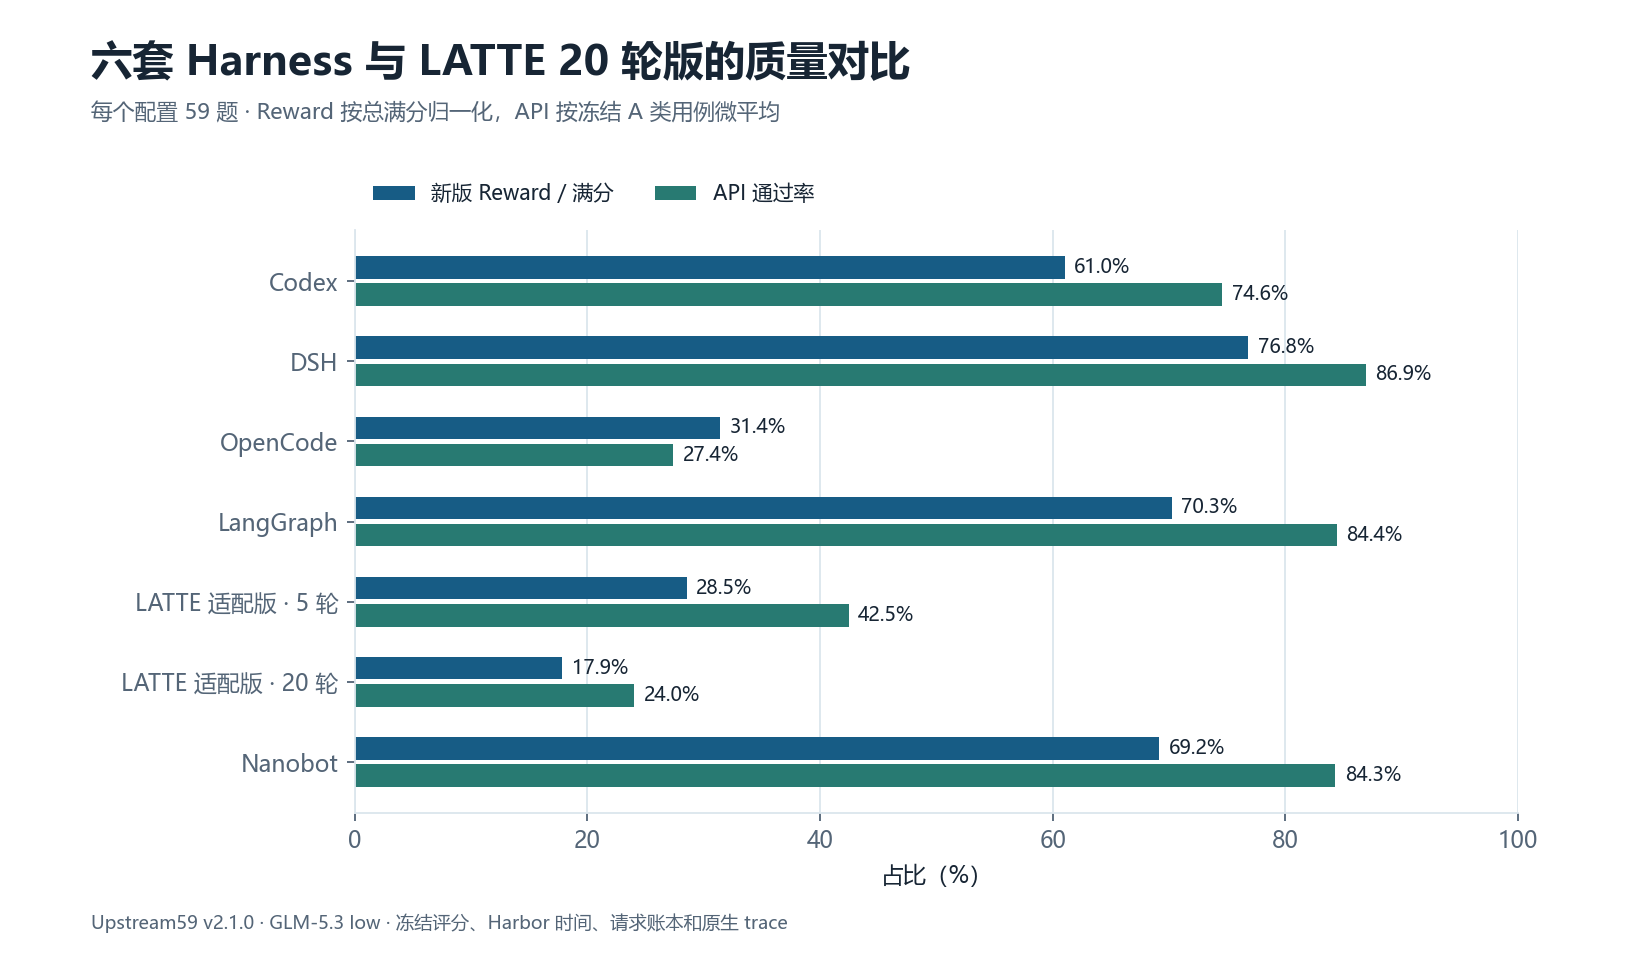 六套 Harness 与 LATTE 20 轮版的质量对比
每个配置 59 题 · Reward 按总满分归一化，API 按冻结 A 类用例微平均
新版 Reward / 满分
API 通过率
Codex
61.0%
74.6%
DSH
76.8%
86.9%
OpenCode
31.4%
27.4%
LangGraph
70.3%
84.4%
LATTE 适配版 · 5 轮
28.5%
42.5%
LATTE 适配版 · 20 轮
17.9%
24.0%
Nanobot
69.2%
84.3%
0 20 40 60 80 100
占比（%）
Upstream59 v2.1.0 · GLM-5.3 low · 冻结评分、Harbor 时间、请求账本和原生 trace